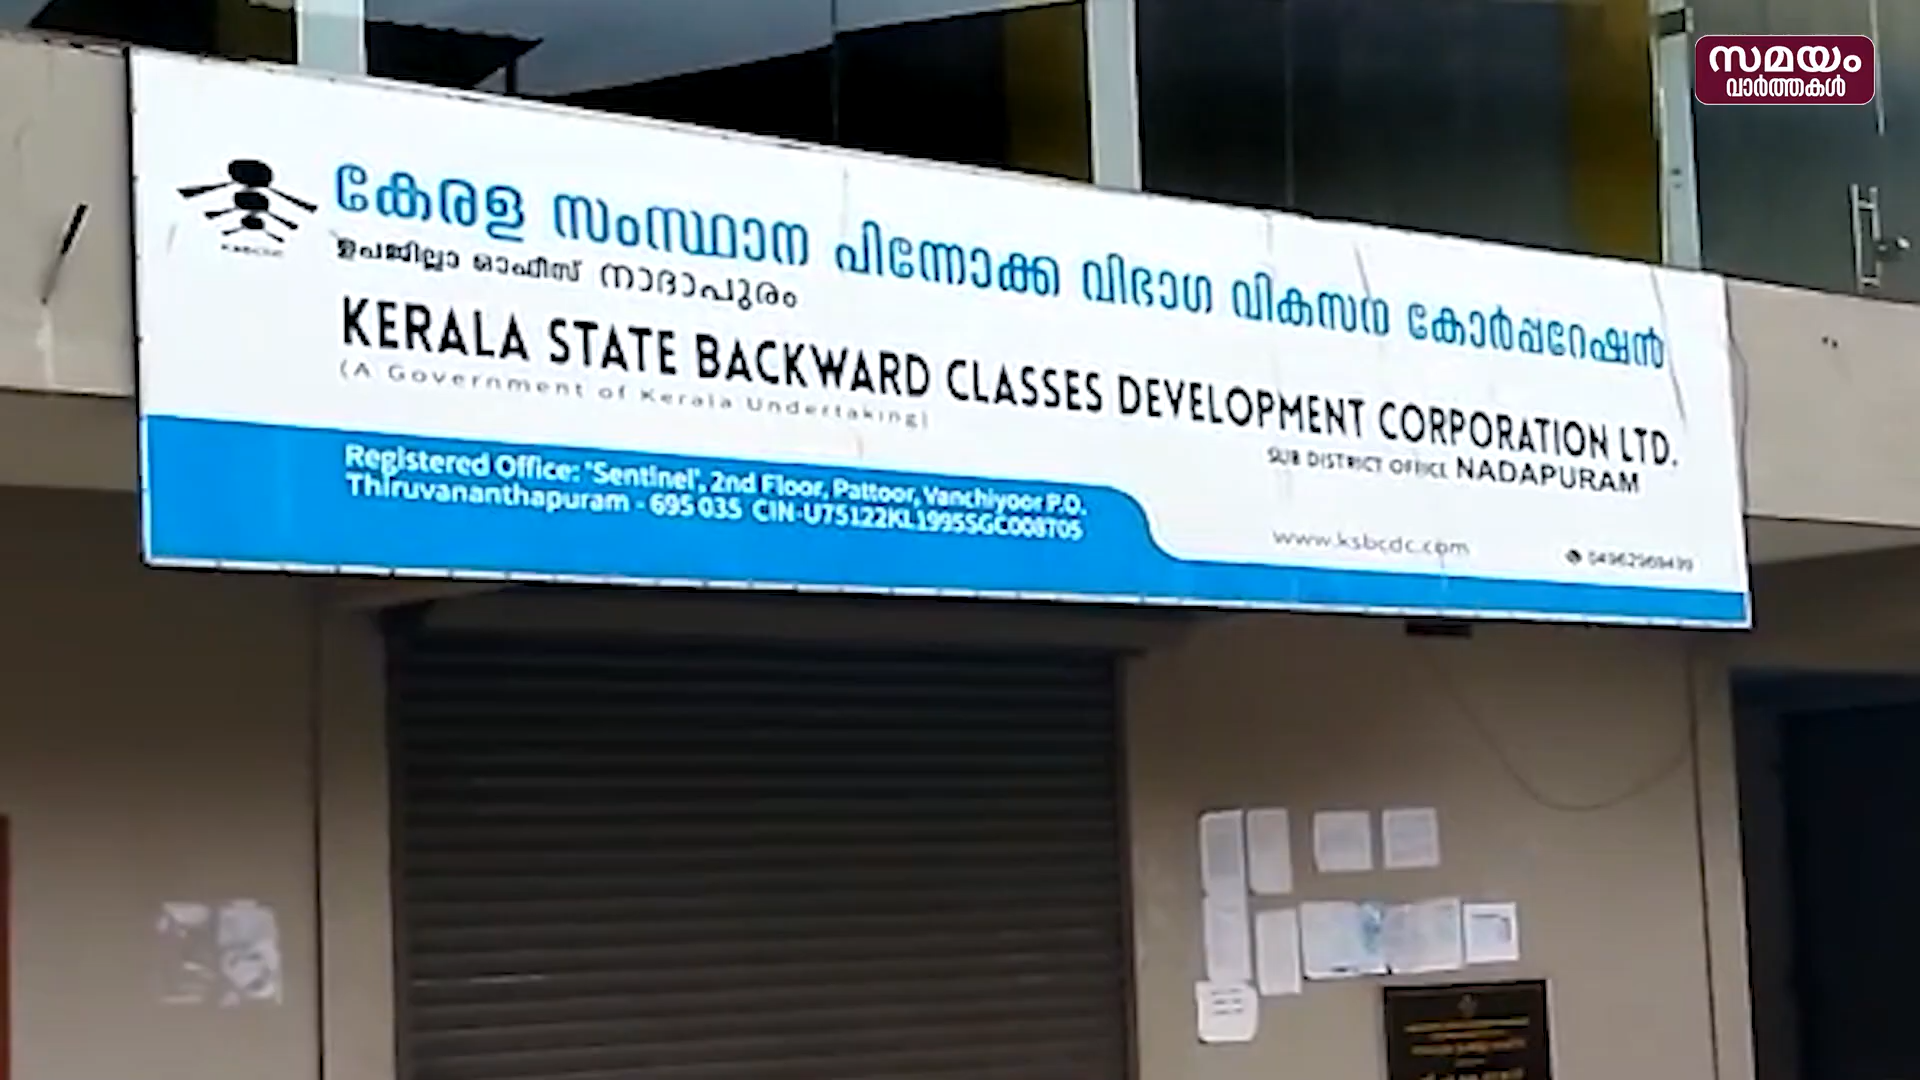 സമയം
വാർത്തകൾ
കേരള സംസ്ഥാന പിന്നോക്ക വിഭാഗ വികസന കോർപ്പറേഷൻ
ഉപജില്ലാ ഓഫീസ് നാദാപുരം
KERALA STATE BACKWARD CLASSES DEVELOPMENT CORPORATION LTD.
(A Government of Kerala Undertaking)
SUB DISTRICT OFFICE NADAPURAM
Registered Office: 'Sentinel', 2nd Floor, Pattoor, Vanchiyoor P.O.
Thiruvananthapuram - 695 035 CIN-U75122KL1995SGC008705
www.ksbcdc.com